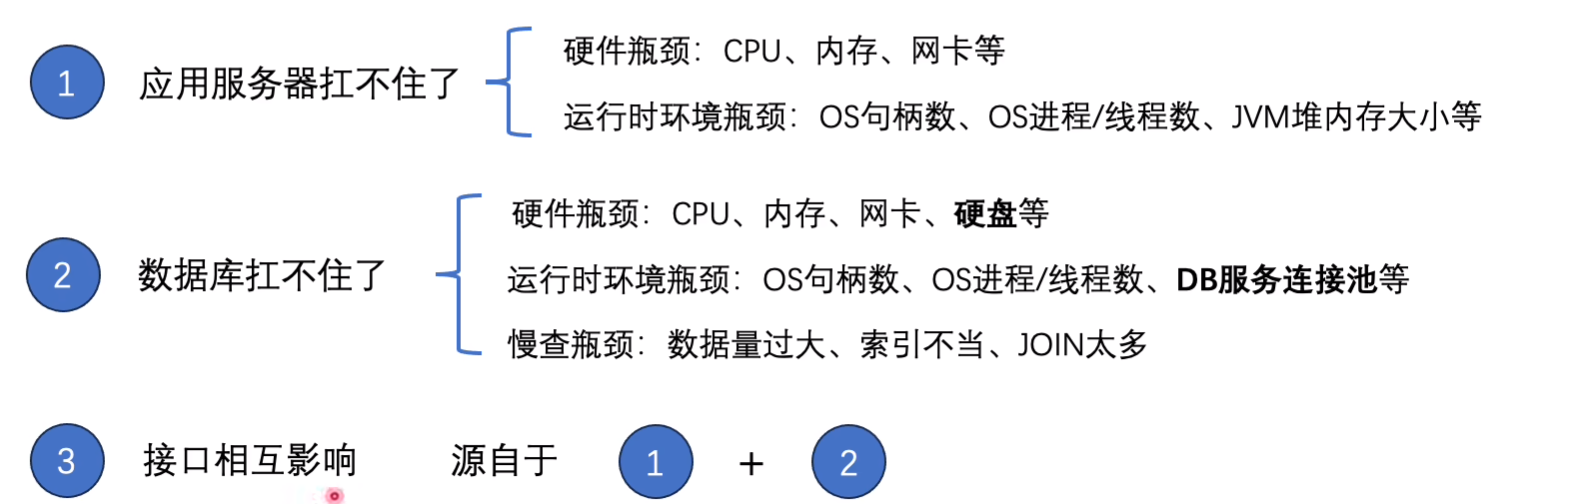 1 应用服务器扛不住了
硬件瓶颈：CPU、内存、网卡等
运行时环境瓶颈：OS句柄数、OS进程/线程数、JVM堆内存大小等
2 数据库扛不住了
硬件瓶颈：CPU、内存、网卡、硬盘等
运行时环境瓶颈：OS句柄数、OS进程/线程数、DB服务连接池等
慢查瓶颈：数据量过大、索引不当、JOIN太多
3 接口相互影响 源自于 1 + 2